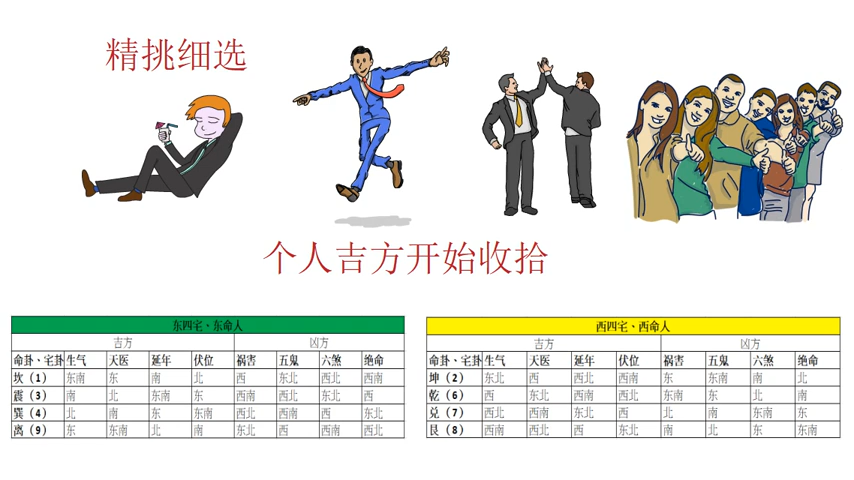 精挑细选
个人吉方开始收拾
东四宅、东命人
吉方 凶方
命卦、宅卦 生气 天医 延年 伏位 祸害 五鬼 六煞 绝命
坎（1） 东南 东 南 北 西 东北 西北 西南
震（3） 南 北 东南 东 西南 西北 东北 西
巽（4） 北 南 东 东南 西北 西南 西 东北
离（9） 东 东南 北 南 东北 西 西南 西北
西四宅、西命人
吉方 凶方
命卦、宅卦 生气 天医 延年 伏位 祸害 五鬼 六煞 绝命
坤（2） 东北 西 西北 西南 东 东南 南 北
乾（6） 西 东北 西南 西北 东南 东 北 南
兑（7） 西北 西南 东北 西 北 南 东南 东
艮（8） 西南 西北 西 东北 南 北 东 东南